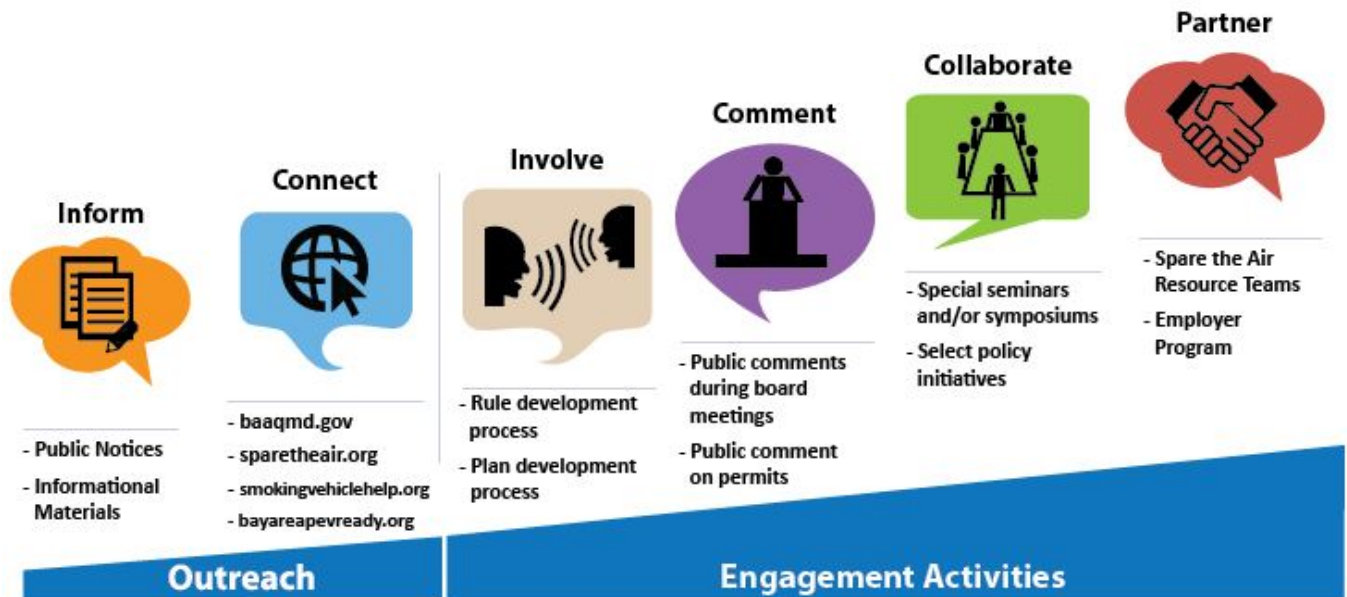 Inform
- Public Notices
- Informational
Materials
Connect
- baaqmd.gov
- sparetheair.org
- smokingvehiclehelp.org
- bayareapevready.org
Involve
- Rule development
process
- Plan development
process
Comment
- Public comments
during board
meetings
- Public comment
on permits
Collaborate
- Special seminars
and/or symposiums
- Select policy
initiatives
Partner
- Spare the Air
Resource Teams
- Employer
Program
Outreach
Engagement Activities